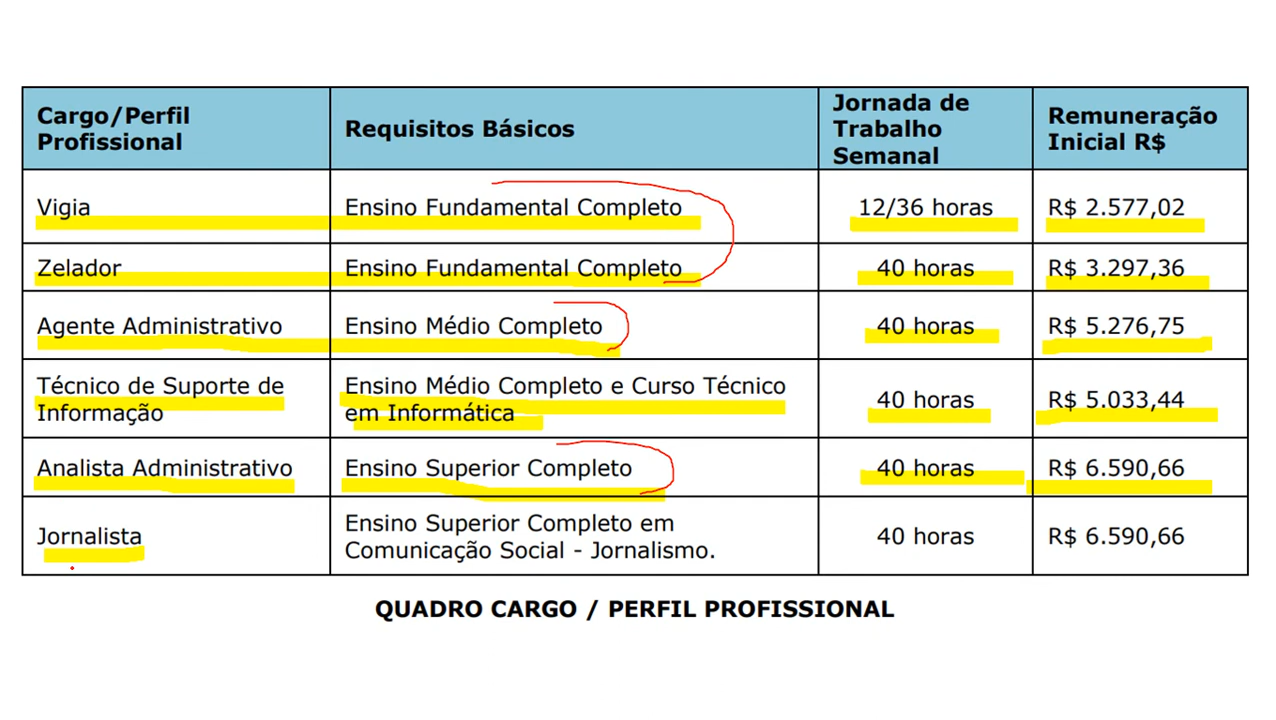 Cargo/Perfil
Profissional
Requisitos Básicos
Jornada de
Trabalho
Semanal
Remuneração
Inicial R$
Vigia
Ensino Fundamental Completo
12/36 horas
R$ 2.577,02
Zelador
Ensino Fundamental Completo
40 horas
R$ 3.297,36
Agente Administrativo
Ensino Médio Completo
40 horas
R$ 5.276,75
Técnico de Suporte de
Informação
Ensino Médio Completo e Curso Técnico
em Informática
40 horas
R$ 5.033,44
Analista Administrativo
Ensino Superior Completo
40 horas
R$ 6.590,66
Jornalista
Ensino Superior Completo em
Comunicação Social - Jornalismo.
40 horas
R$ 6.590,66
QUADRO CARGO / PERFIL PROFISSIONAL